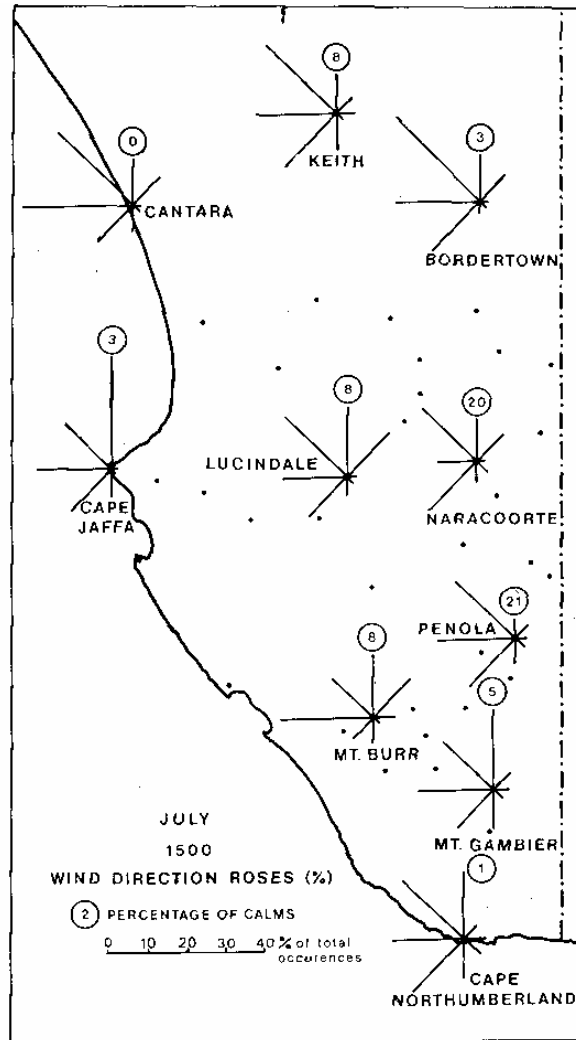 8
KEITH
0
CANTARA
3
BORDERTOWN
3
CAPE
JAFFA
8
LUCINDALE
20
NARACOORTE
21
PENOLA
8
MT. BURR
5
MT. GAMBIER
JULY
1500
WIND DIRECTION ROSES (%)
2 PERCENTAGE OF CALMS
0 10 20 40 % of total
occurences
1
CAPE
NORTHUMBERLAND